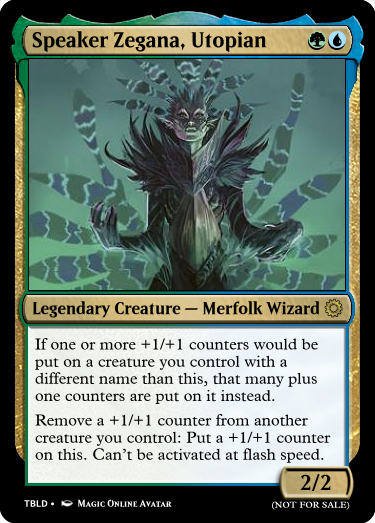 Speaker Zegana, Utopian
Legendary Creature — Merfolk Wizard
If one or more +1/+1 counters would be
put on a creature you control with a
different name than this, that many plus
one counters are put on it instead.
Remove a +1/+1 counter from another
creature you control: Put a +1/+1 counter
on this. Can't be activated at flash speed.
2/2
TBLD • Magic Online Avatar
(NOT FOR SALE)